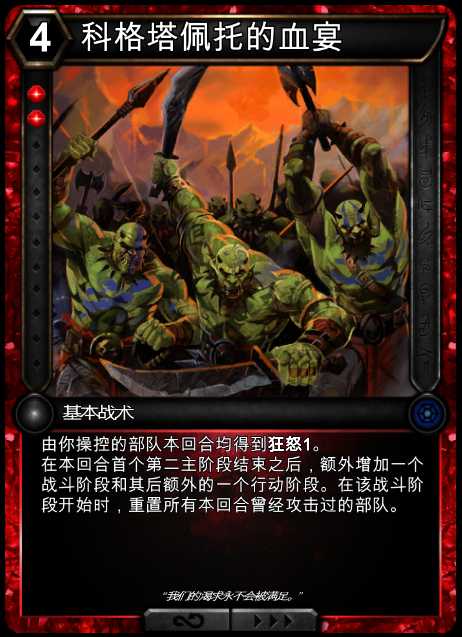 4
科格塔佩托的血宴
基本战术
由你操控的部队本回合均得到狂怒1。
在本回合首个第二主阶段结束之后，额外增加一个
战斗阶段和其后额外的一个行动阶段。在该战斗阶
段开始时，重置所有本回合曾经攻击过的部队。
“我们的渴求永不会被满足。”